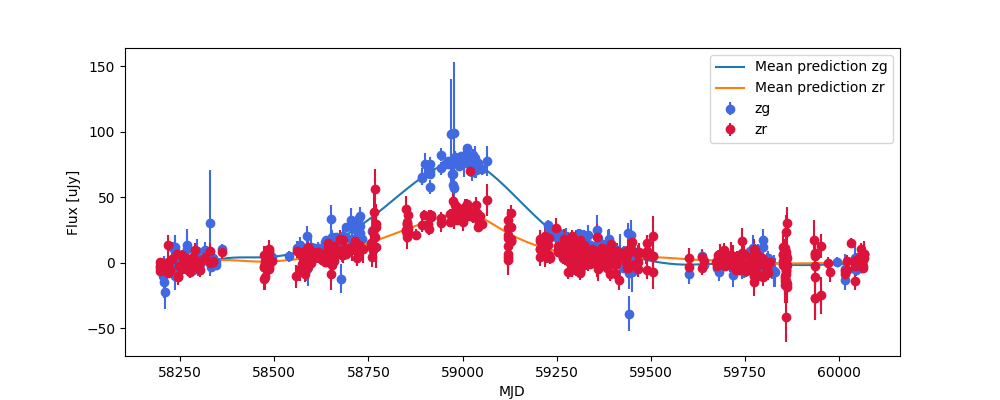 150
100
50
0
−50
Flux [uJy]
58250
58500
58750
59000
59250
59500
59750
60000
MJD
Mean prediction zg
Mean prediction zr
zg
zr